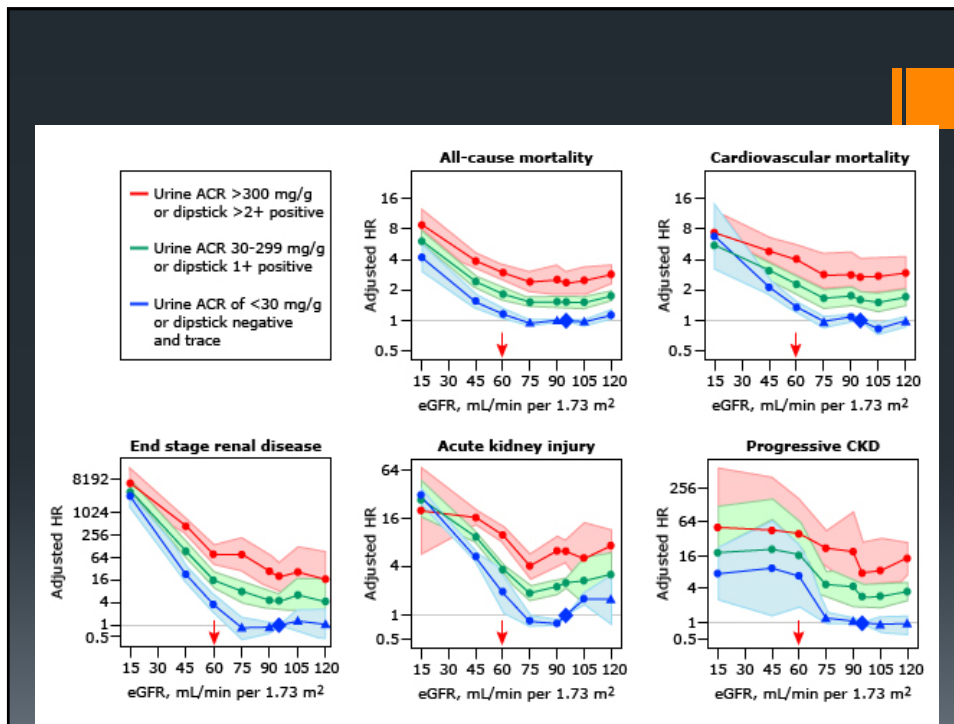 Urine ACR >300 mg/g
or dipstick >2+ positive
Urine ACR 30-299 mg/g
or dipstick 1+ positive
Urine ACR of <30 mg/g
or dipstick negative
and trace
All-cause mortality
Adjusted HR
16
8
4
2
1
0.5
15 30 45 60 75 90 105 120
eGFR, mL/min per 1.73 m²
Cardiovascular mortality
Adjusted HR
16
8
4
2
1
0.5
15 30 45 60 75 90 105 120
eGFR, mL/min per 1.73 m²
End stage renal disease
Adjusted HR
8192
1024
256
64
16
4
1
0.5
15 30 45 60 75 90 105 120
eGFR, mL/min per 1.73 m²
Acute kidney injury
Adjusted HR
64
16
4
1
0.5
15 30 45 60 75 90 105 120
eGFR, mL/min per 1.73 m²
Progressive CKD
Adjusted HR
256
64
16
4
1
0.5
15 30 45 60 75 90 105 120
eGFR, mL/min per 1.73 m²